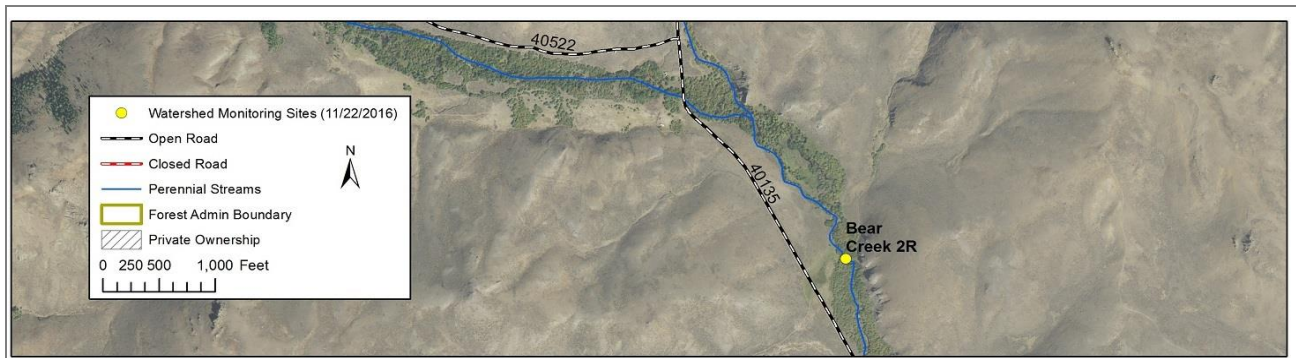 40522
Watershed Monitoring Sites (11/22/2016)
Open Road
Closed Road
Perennial Streams
Forest Admin Boundary
Private Ownership
0 250 500 1,000 Feet
N
40135
Bear
Creek 2R